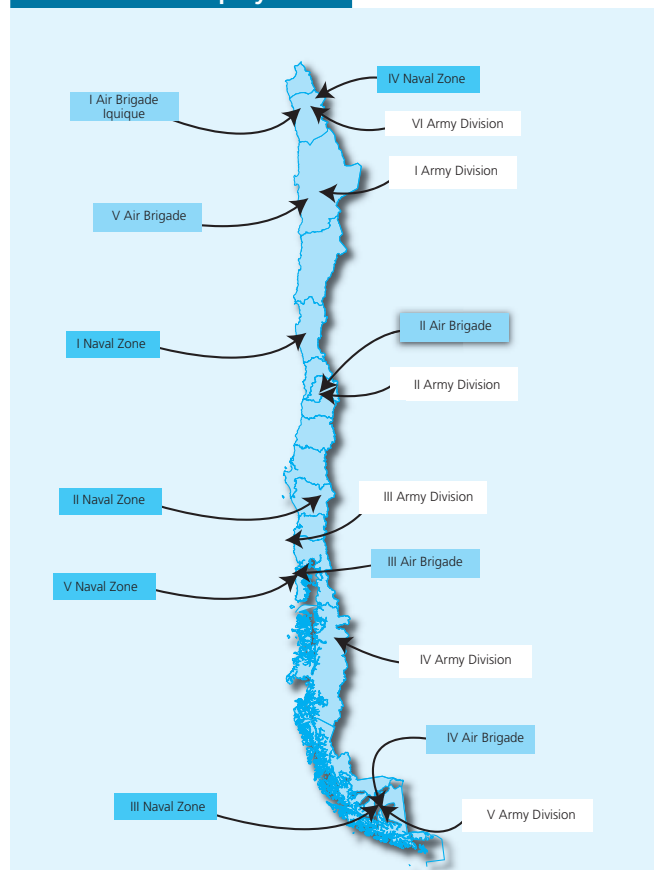 IV Naval Zone
I Air Brigade
Iquique
VI Army Division
I Army Division
V Air Brigade
II Air Brigade
I Naval Zone
II Army Division
III Army Division
II Naval Zone
III Air Brigade
V Naval Zone
IV Army Division
IV Air Brigade
III Naval Zone
V Army Division